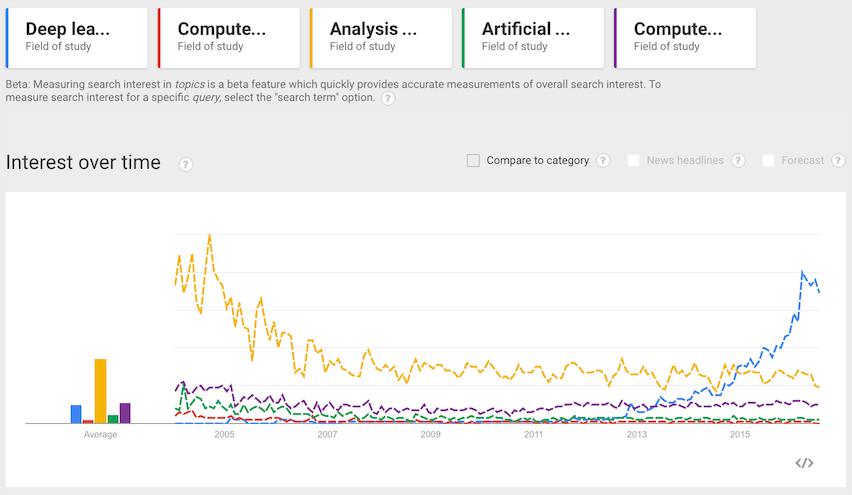 Deep lea...
Field of study
Compute...
Field of study
Analysis ...
Field of study
Artificial ...
Field of study
Compute...
Field of study
Beta: Measuring search interest in topics is a beta feature which quickly provides accurate measurements of overall search interest. To
measure search interest for a specific query, select the "search term" option. ?
Interest over time ?
Compare to category ?
News headlines ?
Forecast ?
Average
2005
2007
2009
2011
2013
2015
</>